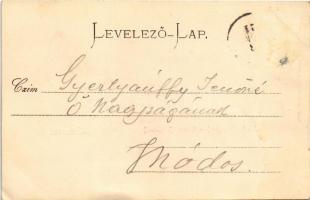 LEVELEZŐ-LAP.
Czim Gyertyánffy Jenőné
Ő Nagyságának
Módos.